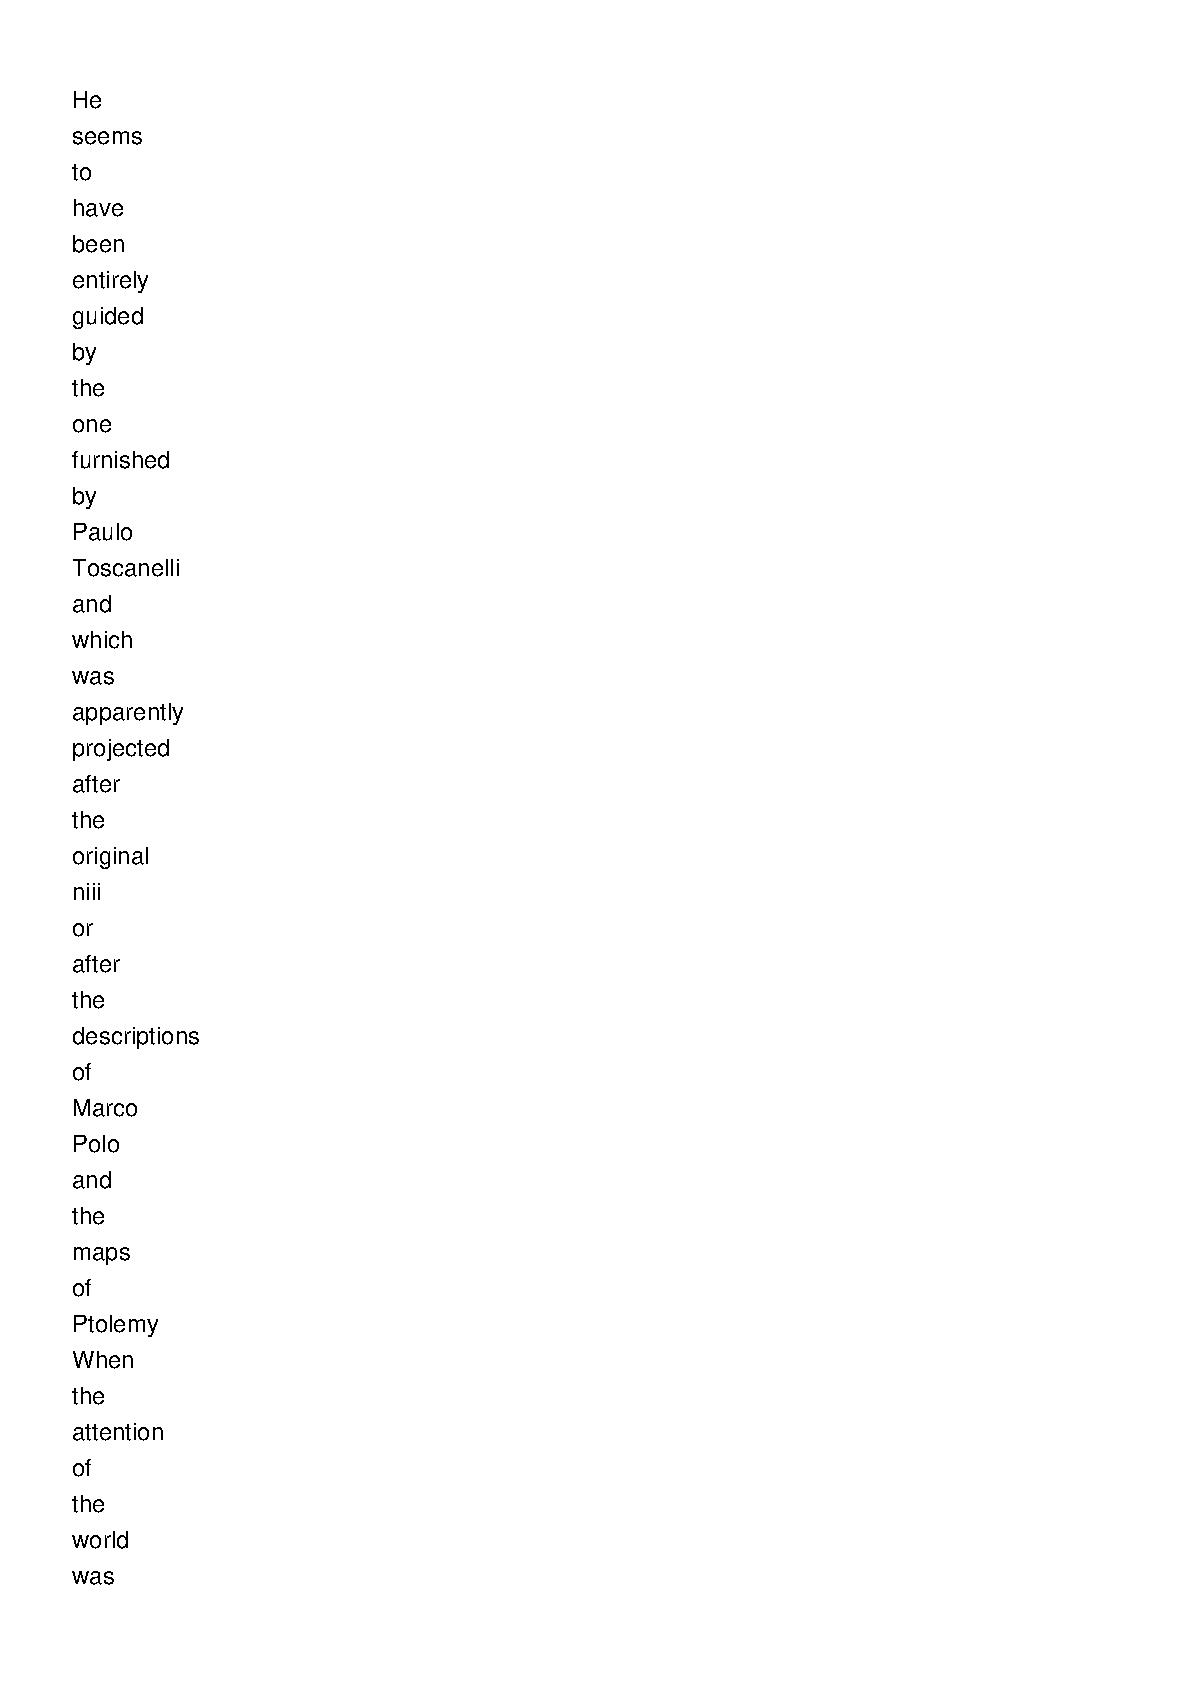 He
seems
to
have
been
entirely
guided
by
the
one
furnished
by
Paulo
Toscanelli
and
which
was
apparently
projected
after
the
original
niii
or
after
the
descriptions
of
Marco
Polo
and
the
maps
of
Ptolemy
When
the
attention
of
the
world
was